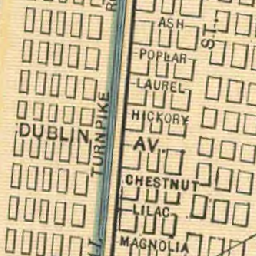 ASH
ST.
POPLAR
LAUREL
HICKORY
DUBLIN
AV.
TURNPIKE
CHESTNUT
LILAC
MAGNOLIA